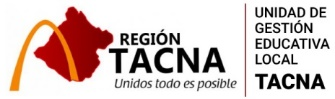 REGIÓN
TACNA
Unidos todo es posible
UNIDAD DE
GESTIÓN
EDUCATIVA
LOCAL
TACNA